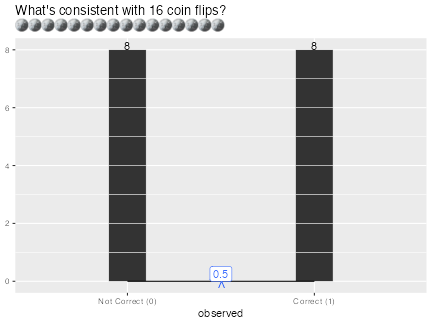 What's consistent with 16 coin flips?
8 8
8
6
4
2
0
0.5
^
Not Correct (0) Correct (1)
observed